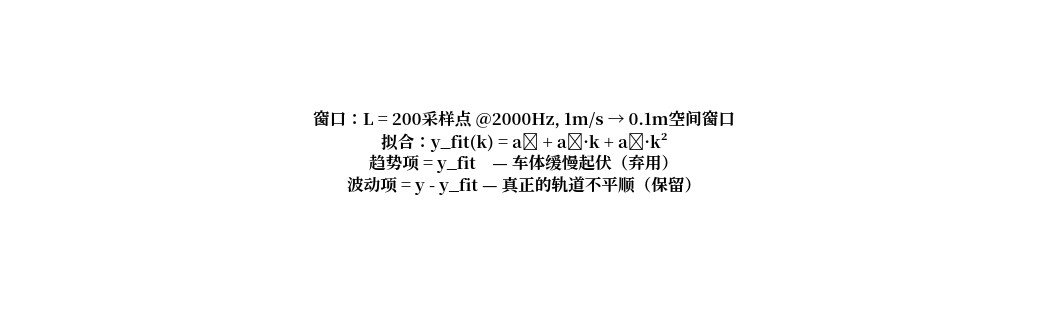 窗口：L = 200采样点 @2000Hz, 1m/s → 0.1m空间窗口
拟合：y_fit(k) = a☒ + a☒·k + a☒·k²
趋势项 = y_fit — 车体缓慢起伏（弃用）
波动项 = y - y_fit — 真正的轨道不平顺（保留）